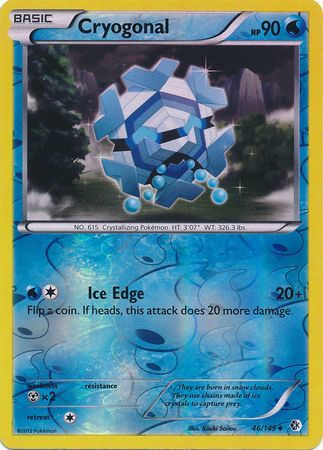 BASIC
Cryogonal
HP 90
NO. 615 Crystallizing Pokémon HT: 3'07" WT: 326.3 lbs.
Ice Edge 20+
Flip a coin. If heads, this attack does 20 more damage.
weakness resistance
×2
They are born in snow clouds.
They use chains made of ice
crystals to capture prey.
retreat
©2012 Pokémon
Illus. Kouki Saitou
46/149